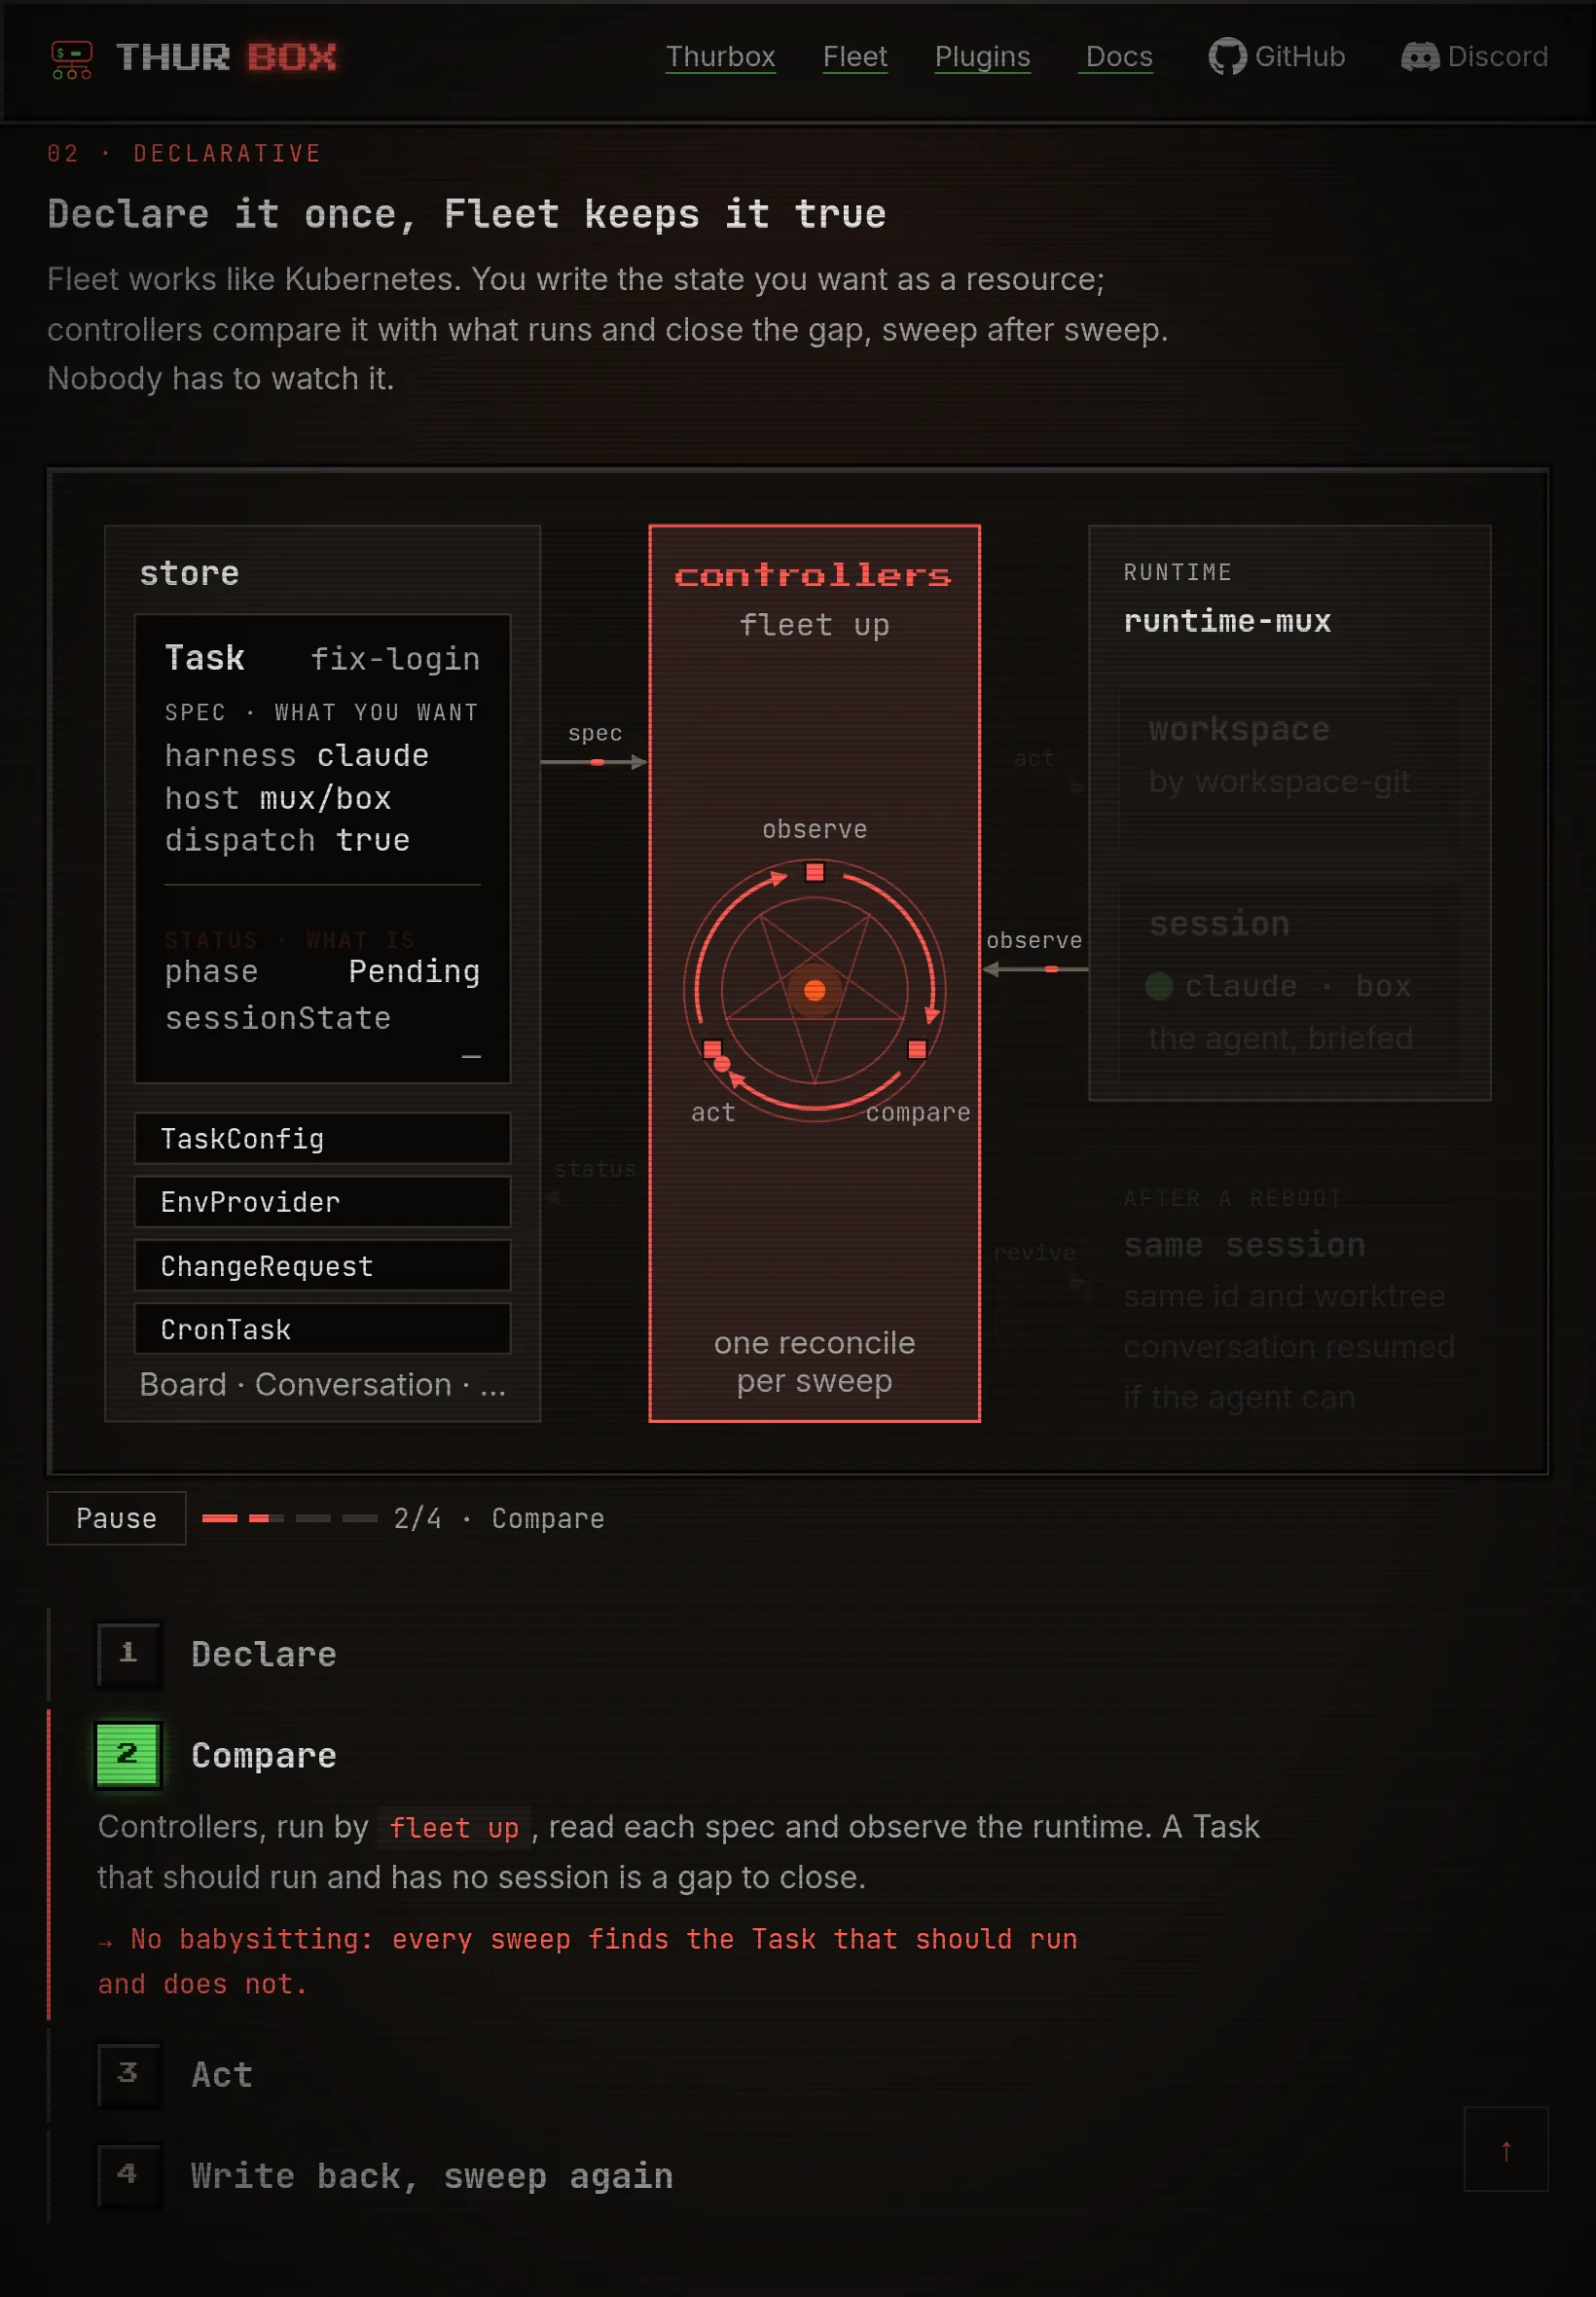 THUR BOX
Thurbox
Fleet
Plugins
Docs
GitHub
Discord
02 · DECLARATIVE
Declare it once, Fleet keeps it true
Fleet works like Kubernetes. You write the state you want as a resource;
controllers compare it with what runs and close the gap, sweep after sweep.
Nobody has to watch it.
store
Task fix-login
SPEC · WHAT YOU WANT
harness claude
host mux/box
dispatch true
STATUS · WHAT IS
phase Pending
sessionState
—
TaskConfig
EnvProvider
ChangeRequest
CronTask
Board · Conversation · ...
spec
status
controllers
fleet up
observe
act
compare
one reconcile
per sweep
act
observe
revive
RUNTIME
runtime-mux
workspace
by workspace-git
session
claude · box
the agent, briefed
AFTER A REBOOT
same session
same id and worktree
conversation resumed
if the agent can
Pause
2/4 · Compare
1 Declare
2 Compare
Controllers, run by fleet up, read each spec and observe the runtime. A Task
that should run and has no session is a gap to close.
→ No babysitting: every sweep finds the Task that should run
and does not.
3 Act
4 Write back, sweep again
↑